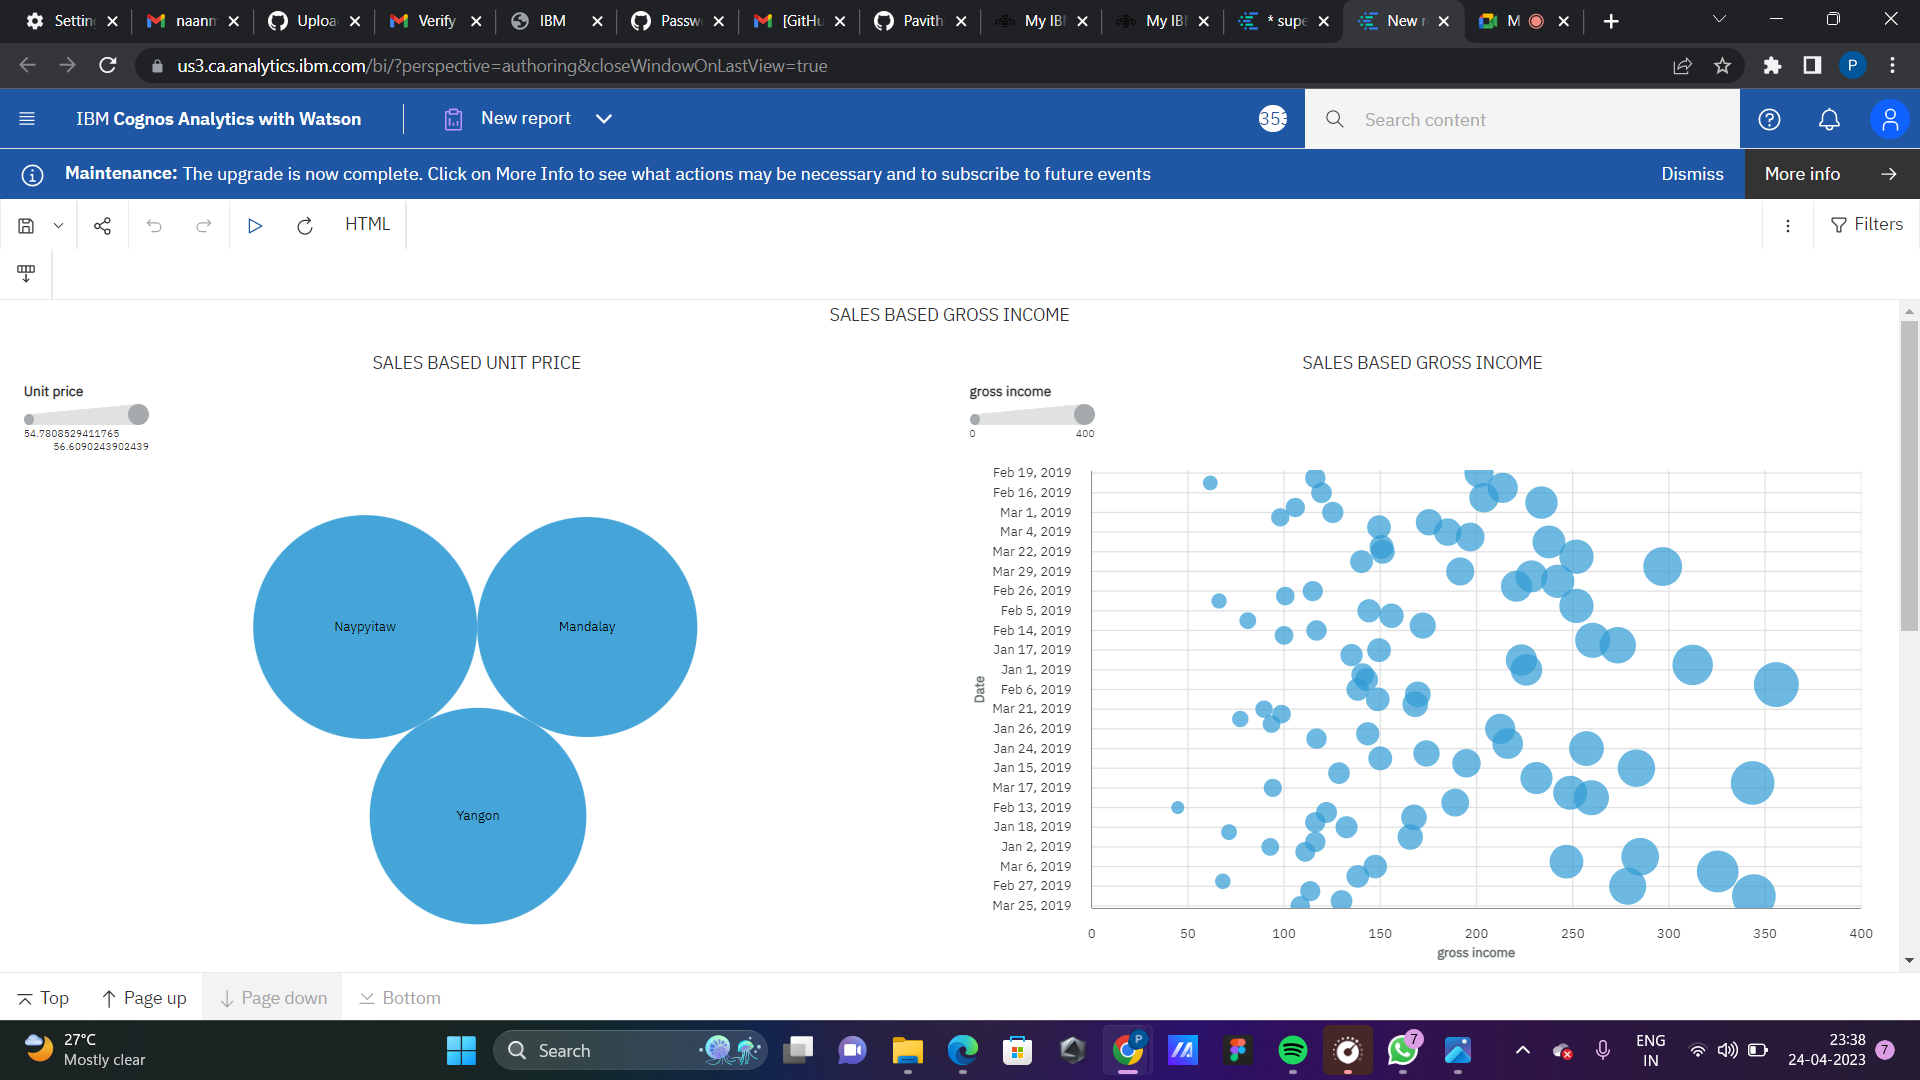 Settin
naanm
Uploa
Verify
IBM
Passw
[GitHu
Pavith
My IBI
My IBI
* supe
New r
M
us3.ca.analytics.ibm.com/bi/?perspective=authoring&closeWindowOnLastView=true
P
IBM Cognos Analytics with Watson
New report
353
Search content
Maintenance: The upgrade is now complete. Click on More Info to see what actions may be necessary and to subscribe to future events
Dismiss
More info
HTML
Filters
SALES BASED GROSS INCOME
SALES BASED UNIT PRICE
Unit price
54.7808529411765
56.6090243902439
Naypyitaw
Mandalay
Yangon
SALES BASED GROSS INCOME
gross income
0
400
Date
Feb 19, 2019
Feb 16, 2019
Mar 1, 2019
Mar 4, 2019
Mar 22, 2019
Mar 29, 2019
Feb 26, 2019
Feb 5, 2019
Feb 14, 2019
Jan 17, 2019
Jan 1, 2019
Feb 6, 2019
Mar 21, 2019
Jan 26, 2019
Jan 24, 2019
Jan 15, 2019
Mar 17, 2019
Feb 13, 2019
Jan 18, 2019
Jan 2, 2019
Mar 6, 2019
Feb 27, 2019
Mar 25, 2019
0 50 100 150 200 250 300 350 400
gross income
Top
Page up
Page down
Bottom
27°C
Mostly clear
Search
P
7
ENG
IN
23:38
24-04-2023
7